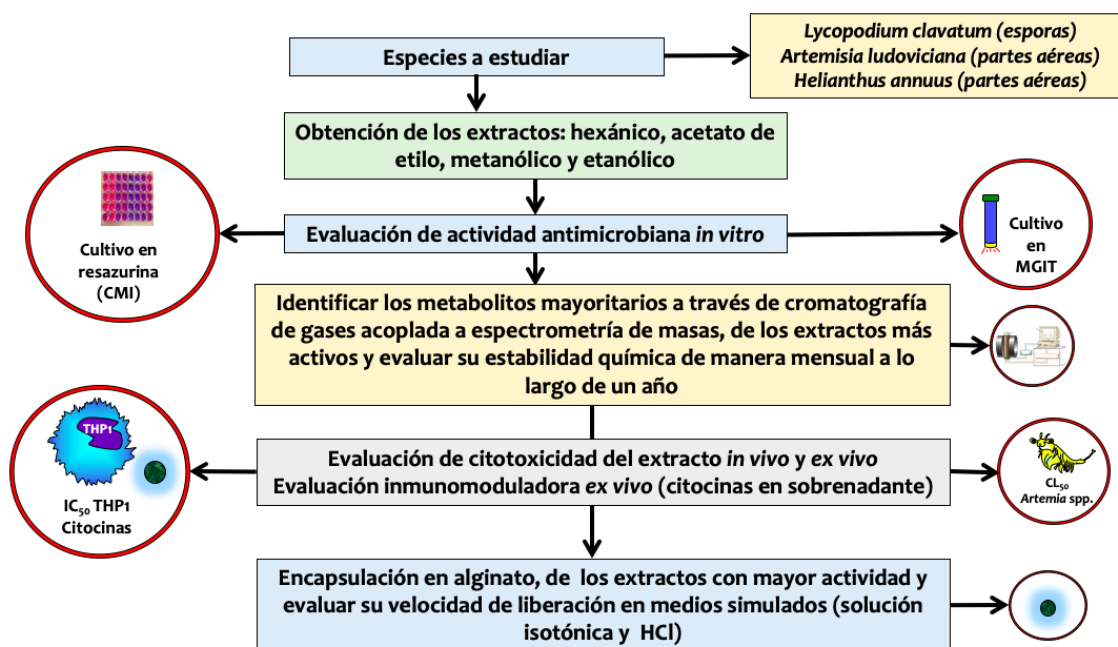 Especies a estudiar
Lycopodium clavatum (esporas)
Artemisia ludoviciana (partes aéreas)
Helianthus annuus (partes aéreas)
Obtención de los extractos: hexánico, acetato de
etilo, metanólico y etanólico
Evaluación de actividad antimicrobiana in vitro
Cultivo en
resazurina
(CMI)
Cultivo
en
MGIT
Identificar los metabolitos mayoritarios a través de cromatografía
de gases acoplada a espectrometría de masas, de los extractos más
activos y evaluar su estabilidad química de manera mensual a lo
largo de un año
Evaluación de citotoxicidad del extracto in vivo y ex vivo
Evaluación inmunomoduladora ex vivo (citocinas en sobrenadante)
THP1
IC₅₀ THP1
Citocinas
CL₅₀
Artemia spp.
Encapsulación en alginato, de los extractos con mayor actividad y
evaluar su velocidad de liberación en medios simulados (solución
isotónica y HCl)